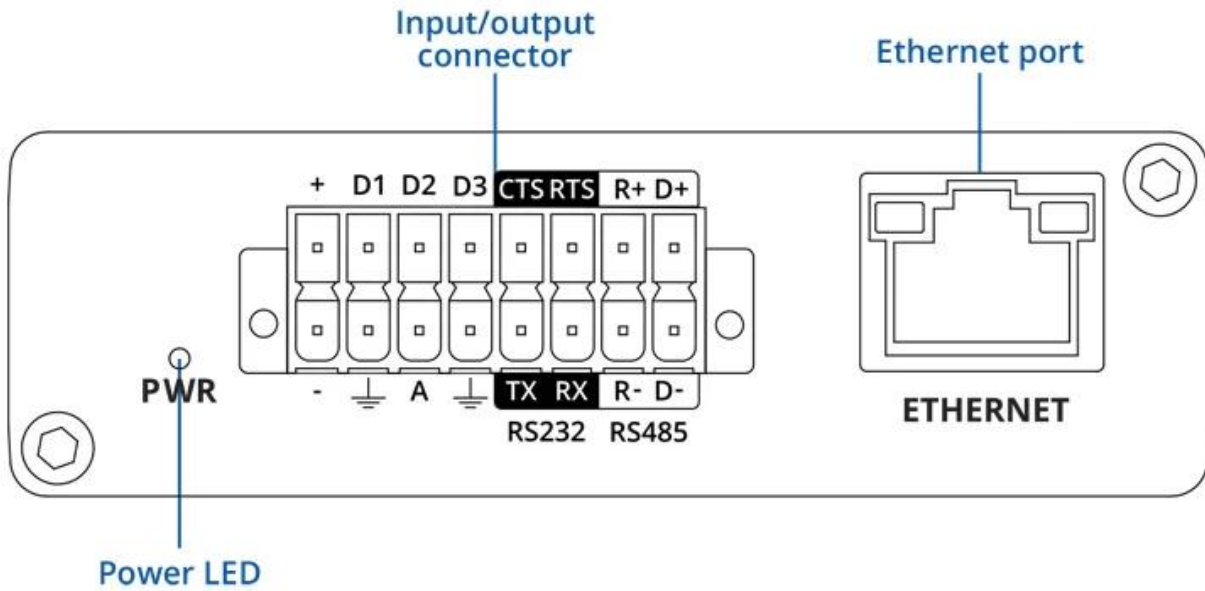 Input/output
connector
Ethernet port
+ D1 D2 D3 CTS RTS R+ D+
PWR
- A TX RX R- D-
RS232 RS485
ETHERNET
Power LED